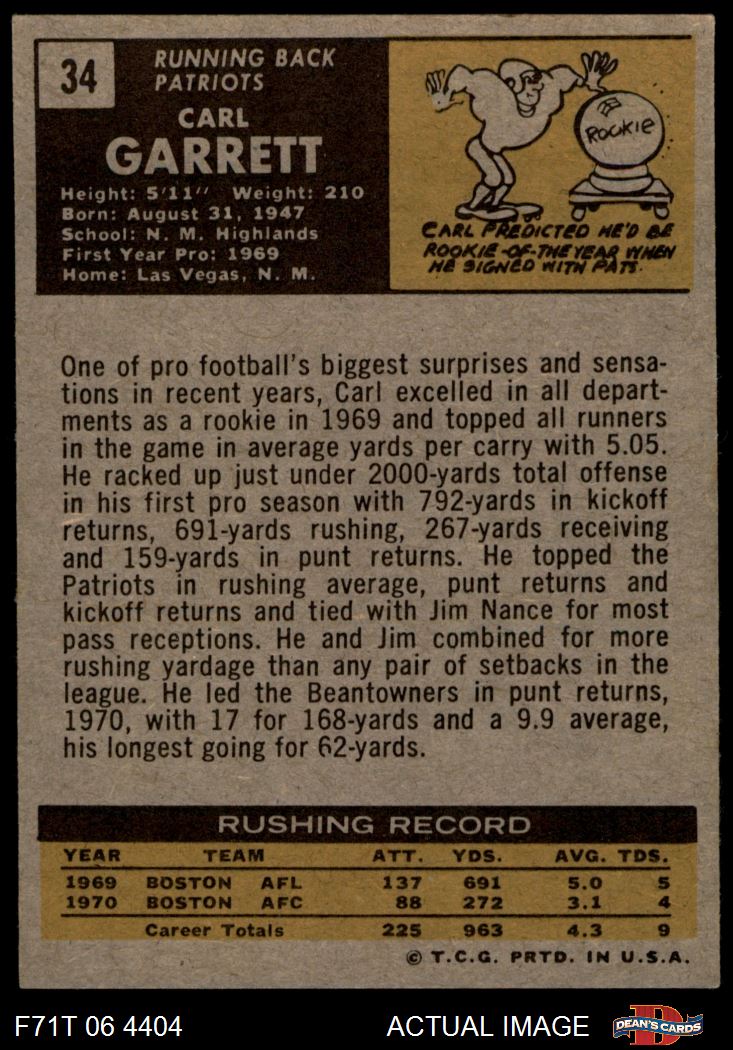 34
RUNNING BACK
PATRIOTS
CARL
GARRETT
Height: 5'11" Weight: 210
Born: August 31, 1947
School: N. M. Highlands
First Year Pro: 1969
Home: Las Vegas, N. M.
ROOKIE
CARL PREDICTED HE'D BE
ROOKIE-OF-THE YEAR WHEN
HE SIGNED WITH PATS.
One of pro football's biggest surprises and sensa-
tions in recent years, Carl excelled in all depart-
ments as a rookie in 1969 and topped all runners
in the game in average yards per carry with 5.05.
He racked up just under 2000-yards total offense
in his first pro season with 792-yards in kickoff
returns, 691-yards rushing, 267-yards receiving
and 159-yards in punt returns. He topped the
Patriots in rushing average, punt returns and
kickoff returns and tied with Jim Nance for most
pass receptions. He and Jim combined for more
rushing yardage than any pair of setbacks in the
league. He led the Beantowners in punt returns,
1970, with 17 for 168-yards and a 9.9 average,
his longest going for 62-yards.
RUSHING RECORD
YEAR TEAM ATT. YDS. AVG. TDS.
1969 BOSTON AFL 137 691 5.0 5
1970 BOSTON AFC 88 272 3.1 4
Career Totals 225 963 4.3 9
© T.C.G. PRTD. IN U.S.A.
F71T 06 4404 ACTUAL IMAGE DEAN'S CARDS